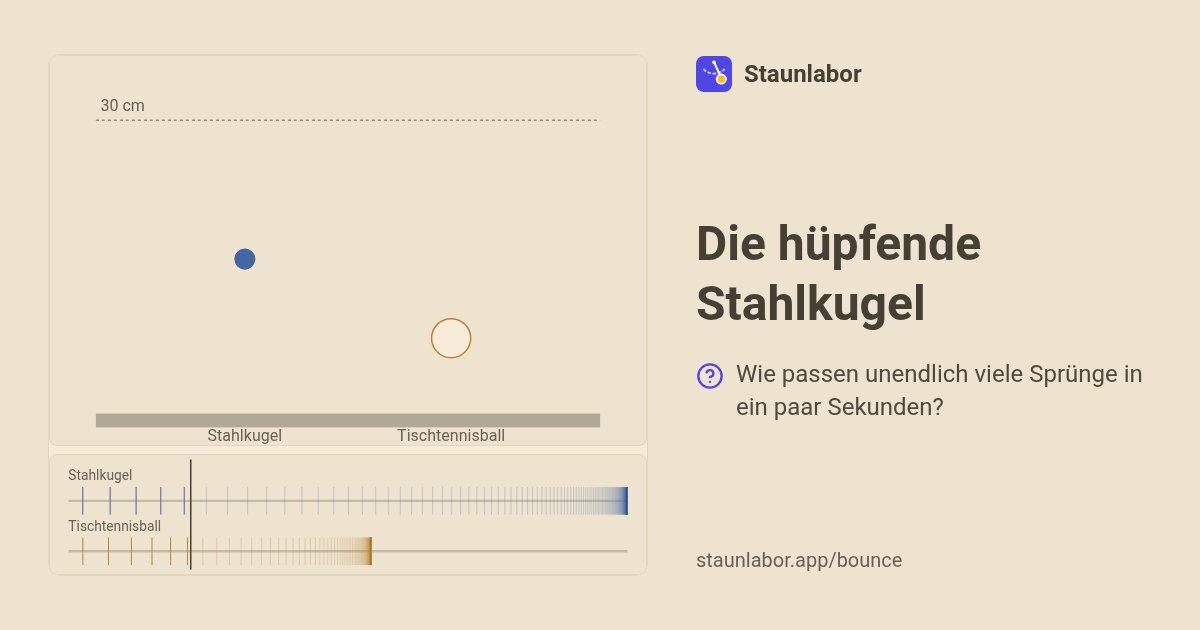 30 cm
Stahlkugel
Tischtennisball
Stahlkugel
Tischtennisball
Staunlabor
Die hüpfende
Stahlkugel
Wie passen unendlich viele Sprünge in
ein paar Sekunden?
staunlabor.app/bounce